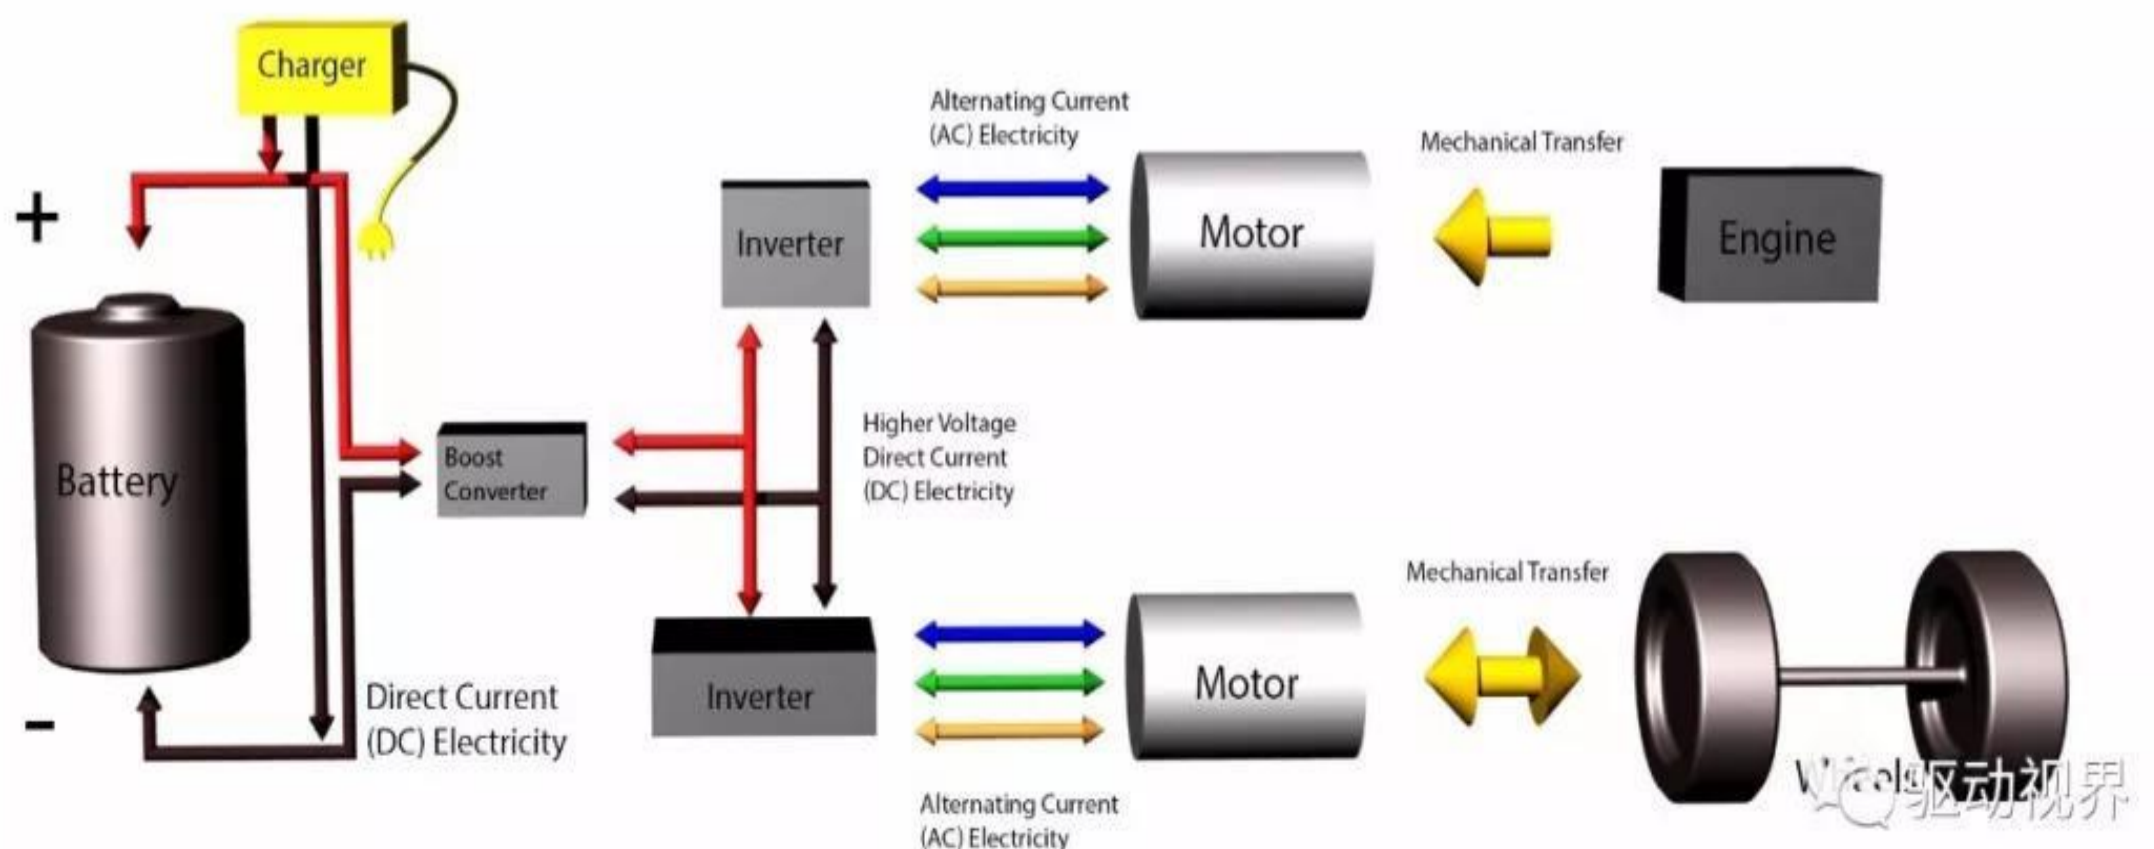 Charger
Alternating Current
(AC) Electricity
Mechanical Transfer
+
Inverter
Motor
Engine
Battery
Boost
Converter
Higher Voltage
Direct Current
(DC) Electricity
Mechanical Transfer
-
Direct Current
(DC) Electricity
Inverter
Motor
Wheels
驱动视界
Alternating Current
(AC) Electricity